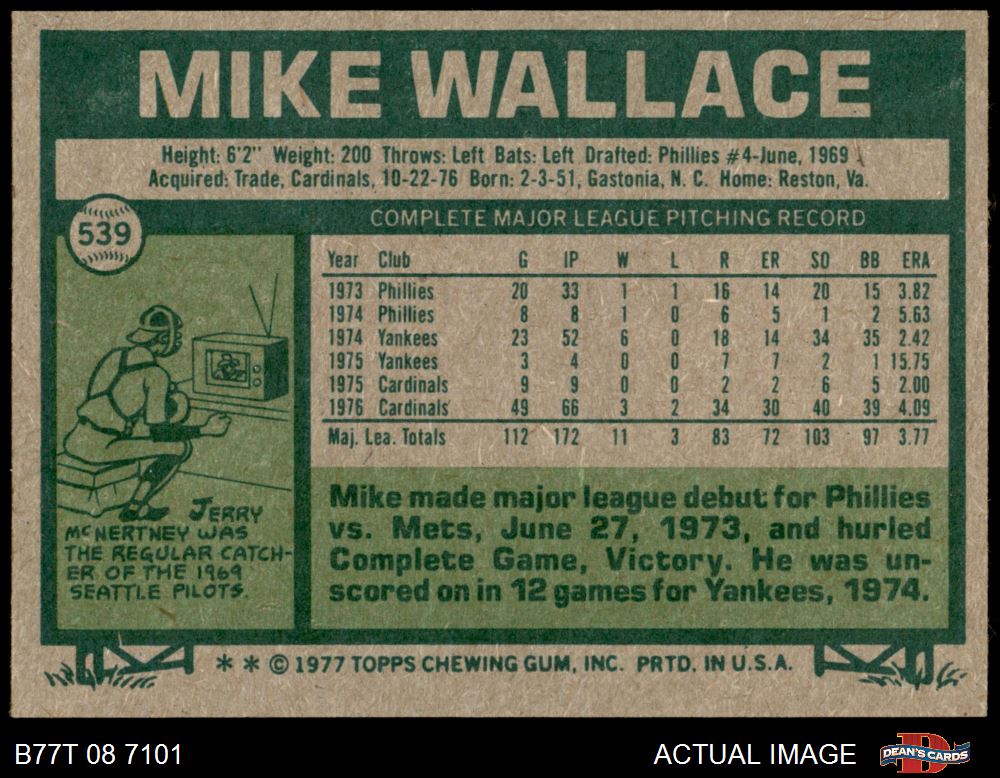 MIKE WALLACE
Height: 6'2" Weight: 200 Throws: Left Bats: Left Drafted: Phillies #4-June, 1969
Acquired: Trade, Cardinals, 10-22-76 Born: 2-3-51, Gastonia, N. C. Home: Reston, Va.
539
COMPLETE MAJOR LEAGUE PITCHING RECORD
Year Club G IP W L R ER SO BB ERA
1973 Phillies 20 33 1 1 16 14 20 15 3.82
1974 Phillies 8 8 1 0 6 5 1 2 5.63
1974 Yankees 23 52 6 0 18 14 34 35 2.42
1975 Yankees 3 4 0 0 7 7 2 1 15.75
1975 Cardinals 9 9 0 0 2 2 6 5 2.00
1976 Cardinals 49 66 3 2 34 30 40 39 4.09
Maj. Lea. Totals 112 172 11 3 83 72 103 97 3.77
JERRY
MCNERTNEY WAS
THE REGULAR CATCH-
ER OF THE 1969
SEATTLE PILOTS.
Mike made major league debut for Phillies
vs. Mets, June 27, 1973, and hurled
Complete Game, Victory. He was un-
scored on in 12 games for Yankees, 1974.
* * © 1977 TOPPS CHEWING GUM, INC. PRTD. IN U.S.A.
B77T 08 7101
ACTUAL IMAGE
D
DEAN'S CARDS